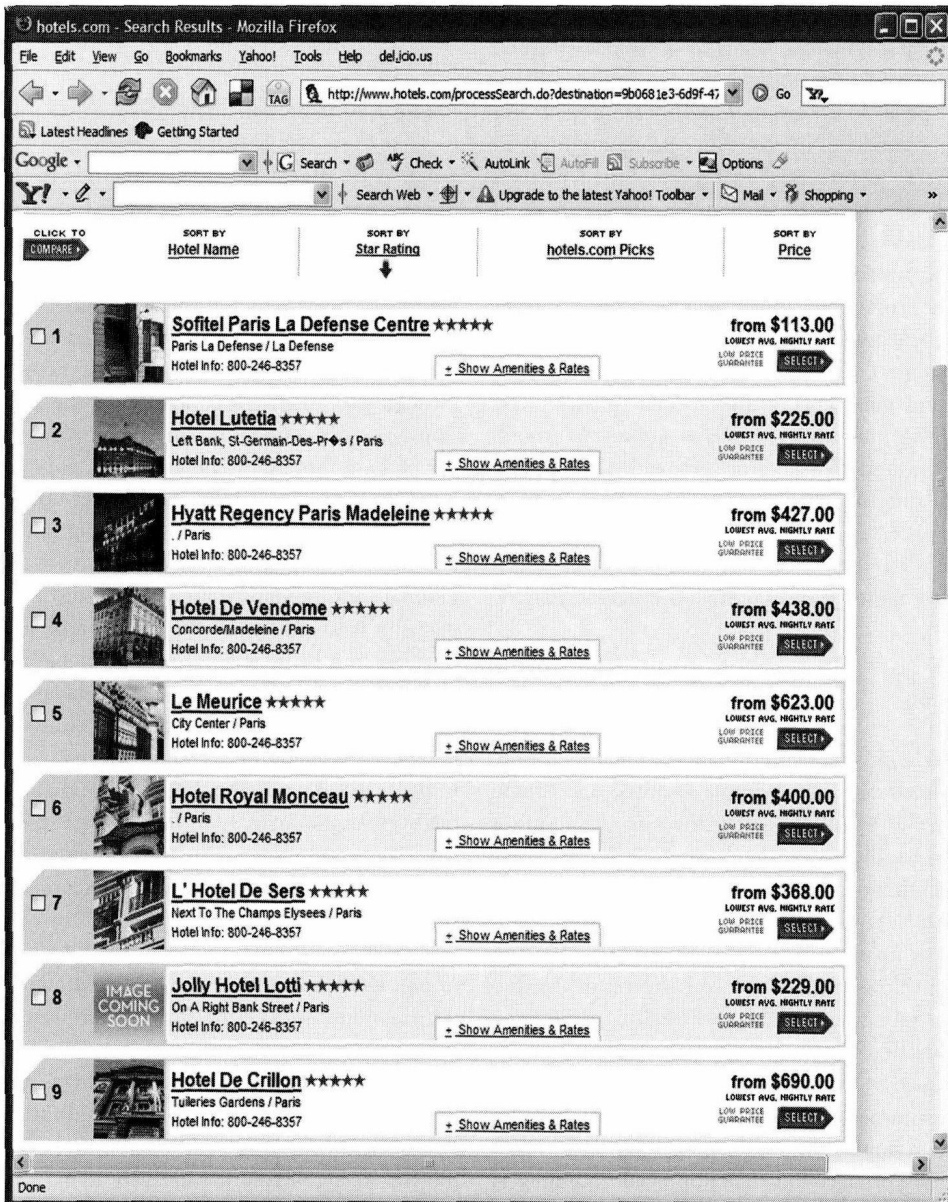 hotels.com - Search Results - Mozilla Firefox
File Edit View Go Bookmarks Yahoo! Tools Help del.icio.us
TAG http://www.hotels.com/processSearch.do?destination=9b0681e3-6d9f-47 Go
Latest Headlines Getting Started
Google Search Check AutoLink AutoFill Subscribe Options
Y! Search Web Upgrade to the latest Yahoo! Toolbar Mail Shopping »
CLICK TO SORT BY SORT BY SORT BY SORT BY
COMPARE Hotel Name Star Rating hotels.com Picks Price
1 Sofitel Paris La Defense Centre ★★★★★ from $113.00
Paris La Defense / La Defense LOWEST AVG. NIGHTLY RATE
Hotel Info: 800-246-8357 + Show Amenities & Rates LOW PRICE GUARANTEE SELECT
2 Hotel Lutetia ★★★★★ from $225.00
Left Bank, St-Germain-Des-Pr�s / Paris LOWEST AVG. NIGHTLY RATE
Hotel Info: 800-246-8357 + Show Amenities & Rates LOW PRICE GUARANTEE SELECT
3 Hyatt Regency Paris Madeleine ★★★★★ from $427.00
. / Paris LOWEST AVG. NIGHTLY RATE
Hotel Info: 800-246-8357 + Show Amenities & Rates LOW PRICE GUARANTEE SELECT
4 Hotel De Vendome ★★★★★ from $438.00
Concorde/Madeleine / Paris LOWEST AVG. NIGHTLY RATE
Hotel Info: 800-246-8357 + Show Amenities & Rates LOW PRICE GUARANTEE SELECT
5 Le Meurice ★★★★★ from $623.00
City Center / Paris LOWEST AVG. NIGHTLY RATE
Hotel Info: 800-246-8357 + Show Amenities & Rates LOW PRICE GUARANTEE SELECT
6 Hotel Royal Monceau ★★★★★ from $400.00
. / Paris LOWEST AVG. NIGHTLY RATE
Hotel Info: 800-246-8357 + Show Amenities & Rates LOW PRICE GUARANTEE SELECT
7 L' Hotel De Sers ★★★★★ from $368.00
Next To The Champs Elysees / Paris LOWEST AVG. NIGHTLY RATE
Hotel Info: 800-246-8357 + Show Amenities & Rates LOW PRICE GUARANTEE SELECT
8 IMAGE COMING SOON Jolly Hotel Lotti ★★★★★ from $229.00
On A Right Bank Street / Paris LOWEST AVG. NIGHTLY RATE
Hotel Info: 800-246-8357 + Show Amenities & Rates LOW PRICE GUARANTEE SELECT
9 Hotel De Crillon ★★★★★ from $690.00
Tuileries Gardens / Paris LOWEST AVG. NIGHTLY RATE
Hotel Info: 800-246-8357 + Show Amenities & Rates LOW PRICE GUARANTEE SELECT
Done